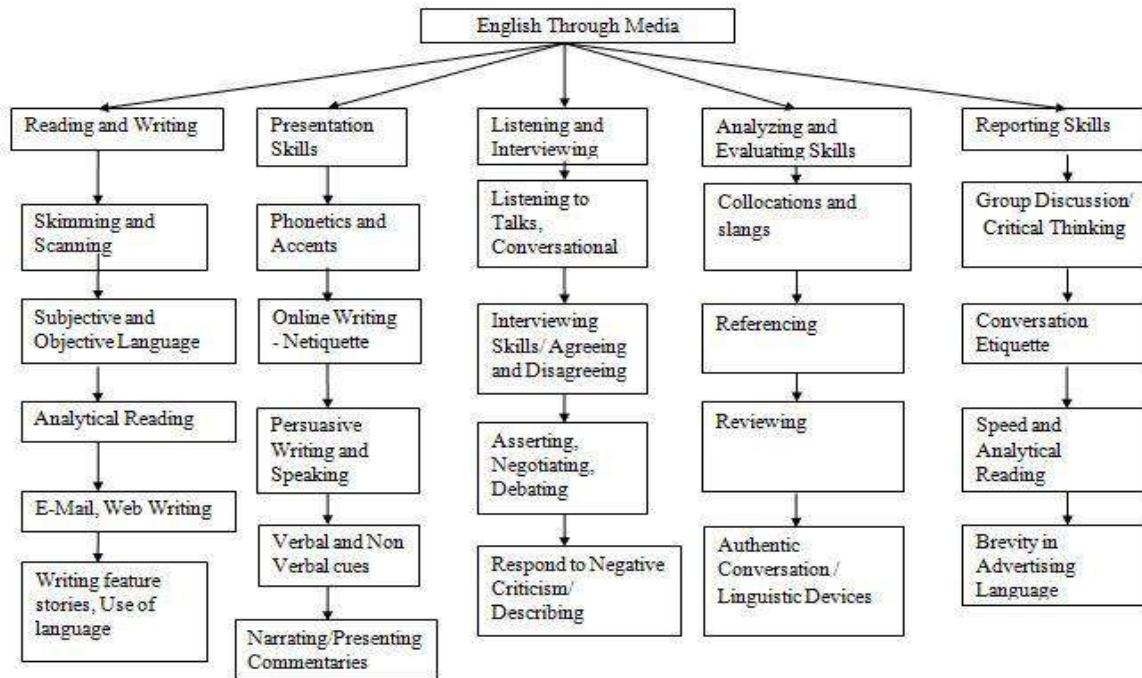 English Through Media
Reading and Writing
Skimming and
Scanning
Subjective and
Objective Language
Analytical Reading
E-Mail, Web Writing
Writing feature
stories, Use of
language
Presentation
Skills
Phonetics and
Accents
Online Writing
- Netiquette
Persuasive
Writing and
Speaking
Verbal and Non
Verbal cues
Narrating/Presenting
Commentaries
Listening and
Interviewing
Listening to
Talks,
Conversational
Interviewing
Skills/ Agreeing
and Disagreeing
Asserting,
Negotiating,
Debating
Respond to Negative
Criticism/
Describing
Analyzing and
Evaluating Skills
Collocations and
slangs
Referencing
Reviewing
Authentic
Conversation /
Linguistic Devices
Reporting Skills
Group Discussion/
Critical Thinking
Conversation
Etiquette
Speed and
Analytical
Reading
Brevity in
Advertising
Language